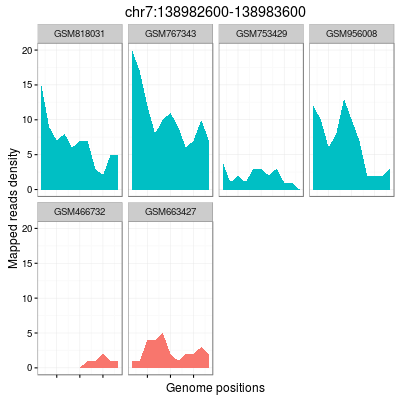 chr7:138982600-138983600
GSM818031 GSM767343 GSM753429 GSM956008
20
15
10
5
0
Mapped reads density
GSM466732 GSM663427
20
15
10
5
0
Genome positions